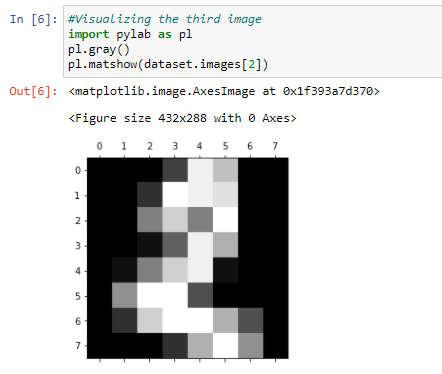 In [6]: #Visualizing the third image
import pylab as pl
pl.gray()
pl.matshow(dataset.images[2])
Out[6]: <matplotlib.image.AxesImage at 0x1f393a7d370>
<Figure size 432x288 with 0 Axes>
0 1 2 3 4 5 6 7
0
1
2
3
4
5
6
7